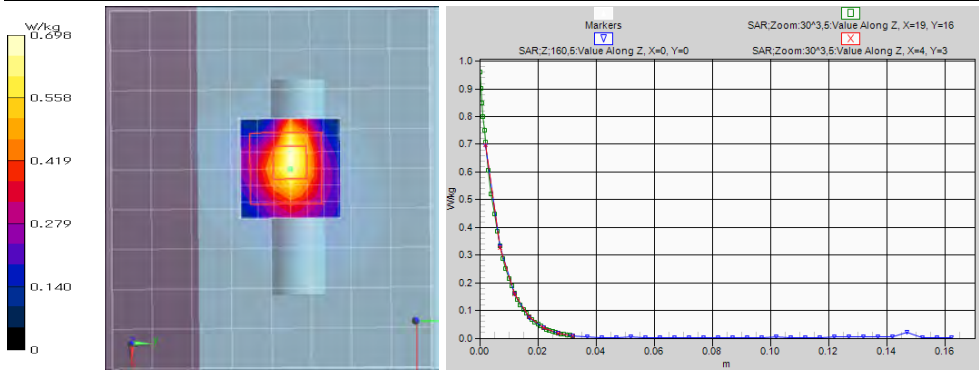 W/kg
0.698
0.558
0.419
0.279
0.140
0
Markers
SAR;Zoom:30^3,5:Value Along Z, X=19, Y=16
SAR;Z;160,5:Value Along Z, X=0, Y=0
SAR;Zoom:30^3,5:Value Along Z, X=4, Y=3
1.0
0.9
0.8
0.7
0.6
0.5
0.4
0.3
0.2
0.1
0.0
W/kg
0.00 0.02 0.04 0.06 0.08 0.10 0.12 0.14 0.16
m